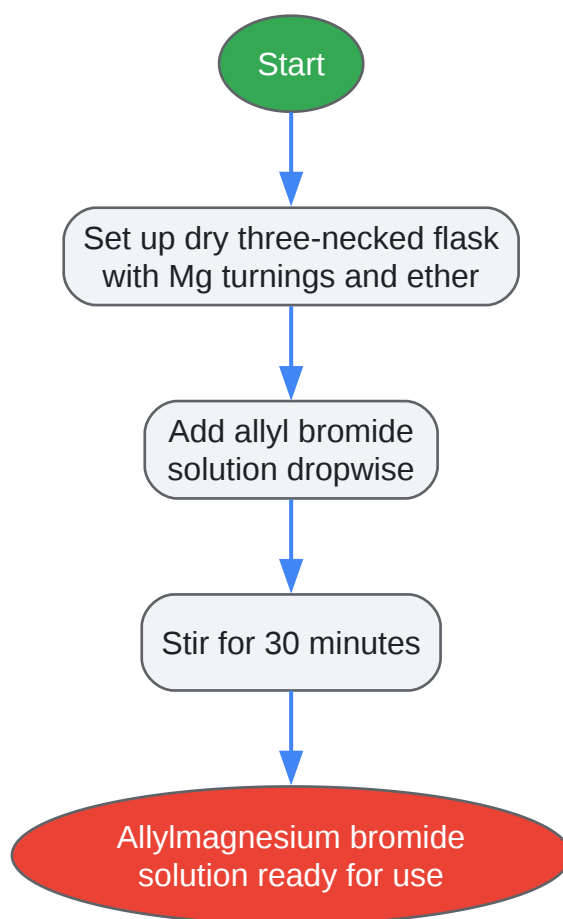 Start
Set up dry three-necked flask
with Mg turnings and ether
Add allyl bromide
solution dropwise
Stir for 30 minutes
Allylmagnesium bromide
solution ready for use